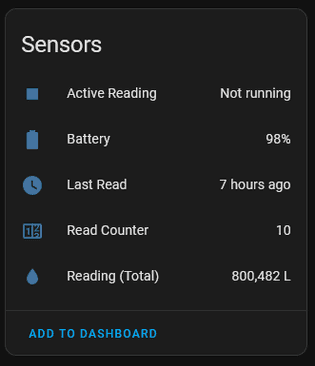 Sensors
Active Reading Not running
Battery 98%
Last Read 7 hours ago
Read Counter 10
Reading (Total) 800,482 L
ADD TO DASHBOARD